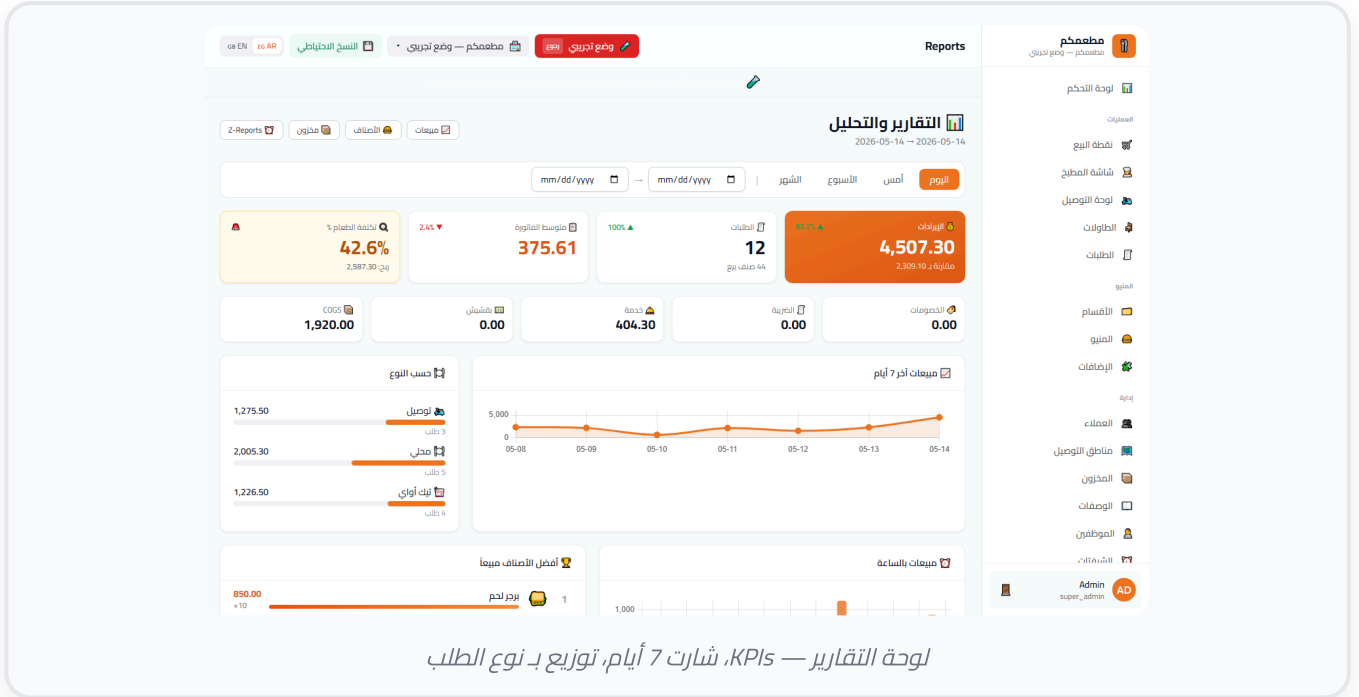 مطعمكم
مطعمكم — وضع تجريبي
لوحة التحكم
العمليات
نقطة البيع
شاشة المطبخ
لوحة التوصيل
الطاولات
الطلبات
المنيو
الأقسام
المنيو
الإضافات
إدارة
العملاء
مناطق التوصيل
المخزون
الوصفات
الموظفين
الشيفتات
Admin
super_admin
AD
Reports
وضع تجريبي رجوع
مطعمكم — وضع تجريبي
النسخ الاحتياطي
EG AR GB EN
التقارير والتحليل
2026-05-14 → 2026-05-14
مبيعات
الأصناف
مخزون
Z-Reports
اليوم أمس الأسبوع الشهر | mm/dd/yyyy → mm/dd/yyyy
الإيرادات ▲ 95.2%
4,507.30
مقارنة بـ 2,309.10
الطلبات ▲ 100%
12
44 صنف بيع
متوسط الفاتورة ▼ 2.4%
375.61
تكلفة الطعام %
42.6%
ربح: 2,587.30
الخصومات
0.00
الضريبة
0.00
خدمة
404.30
بقشيش
0.00
COGS
1,920.00
مبيعات آخر 7 أيام
5,000
0
05-08 05-09 05-10 05-11 05-12 05-13 05-14
حسب النوع
توصيل 1,275.50
3 طلب
محلي 2,005.30
5 طلب
تيك أواي 1,226.50
4 طلب
مبيعات بالساعة
1,000
أفضل الأصناف مبيعاً
1 برجر لحم 850.00
×10
لوحة التقارير — KPIs، شارت 7 أيام، توزيع بـ نوع الطلب